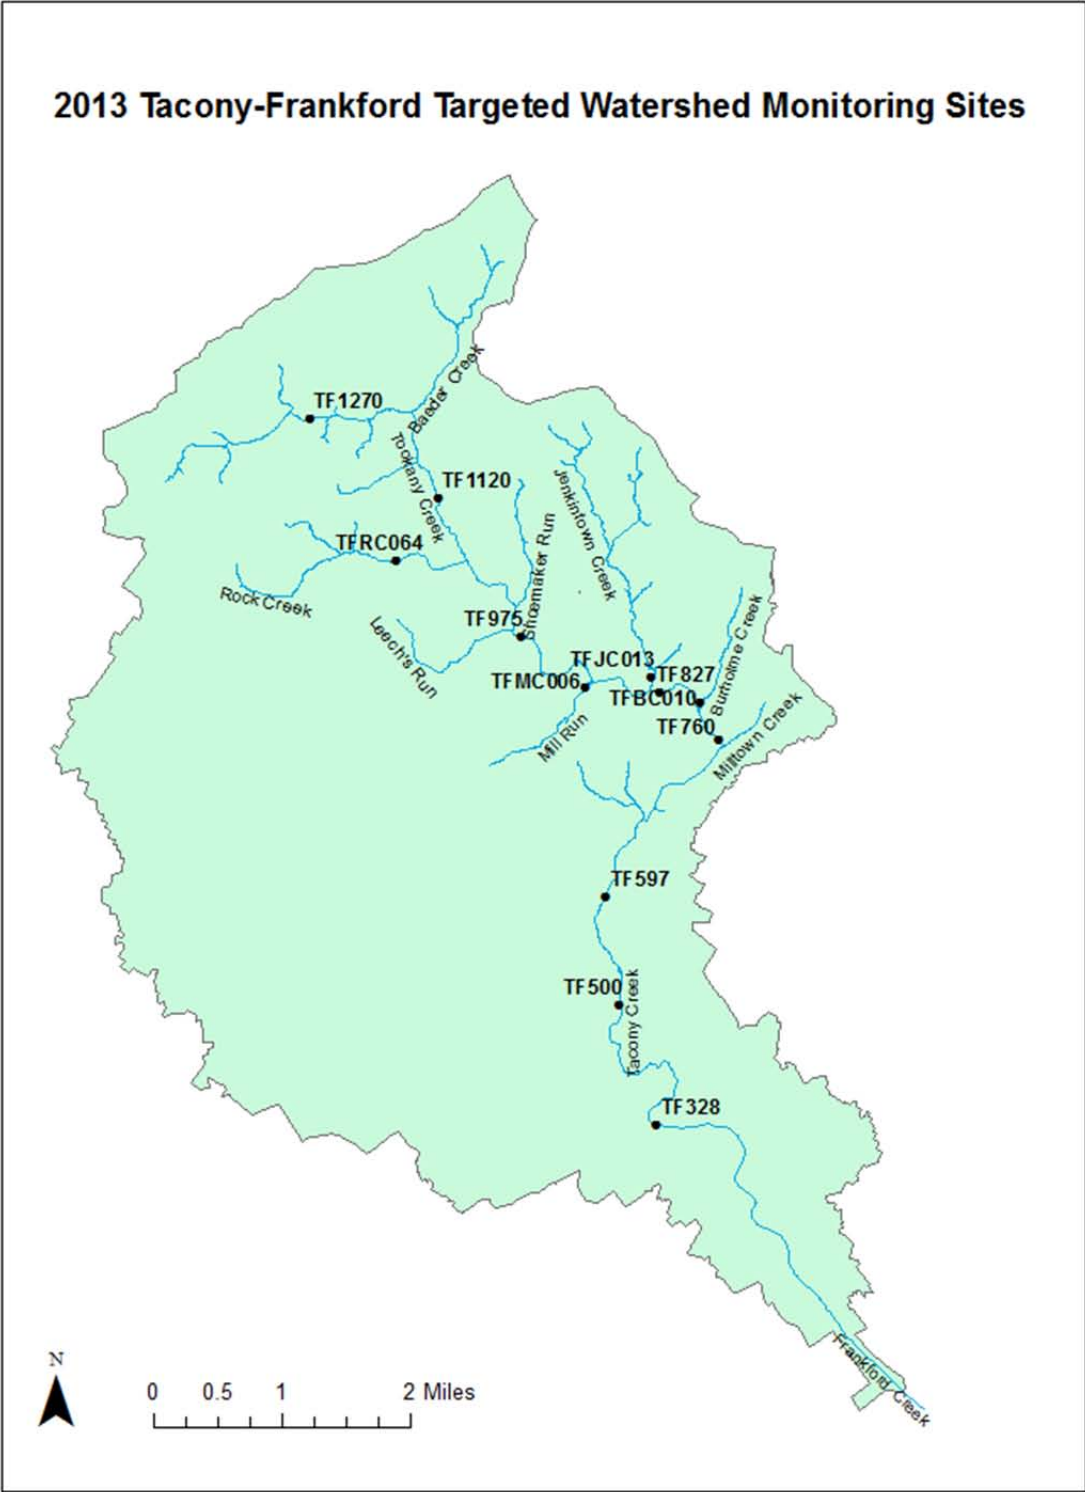 2013 Tacony-Frankford Targeted Watershed Monitoring Sites
Baeder Creek
TF1270
Tookany Creek
TF1120
Jenkintown Creek
Shoemaker Run
TFRC064
Rock Creek
Burholme Creek
TF975
Leech's Run
TFJC013
TF827
TFMC006
TFBC010
Mill Run
TF760
Milltown Creek
TF597
TF500
Tacony Creek
TF328
Frankford Creek
N
0 0.5 1 2 Miles